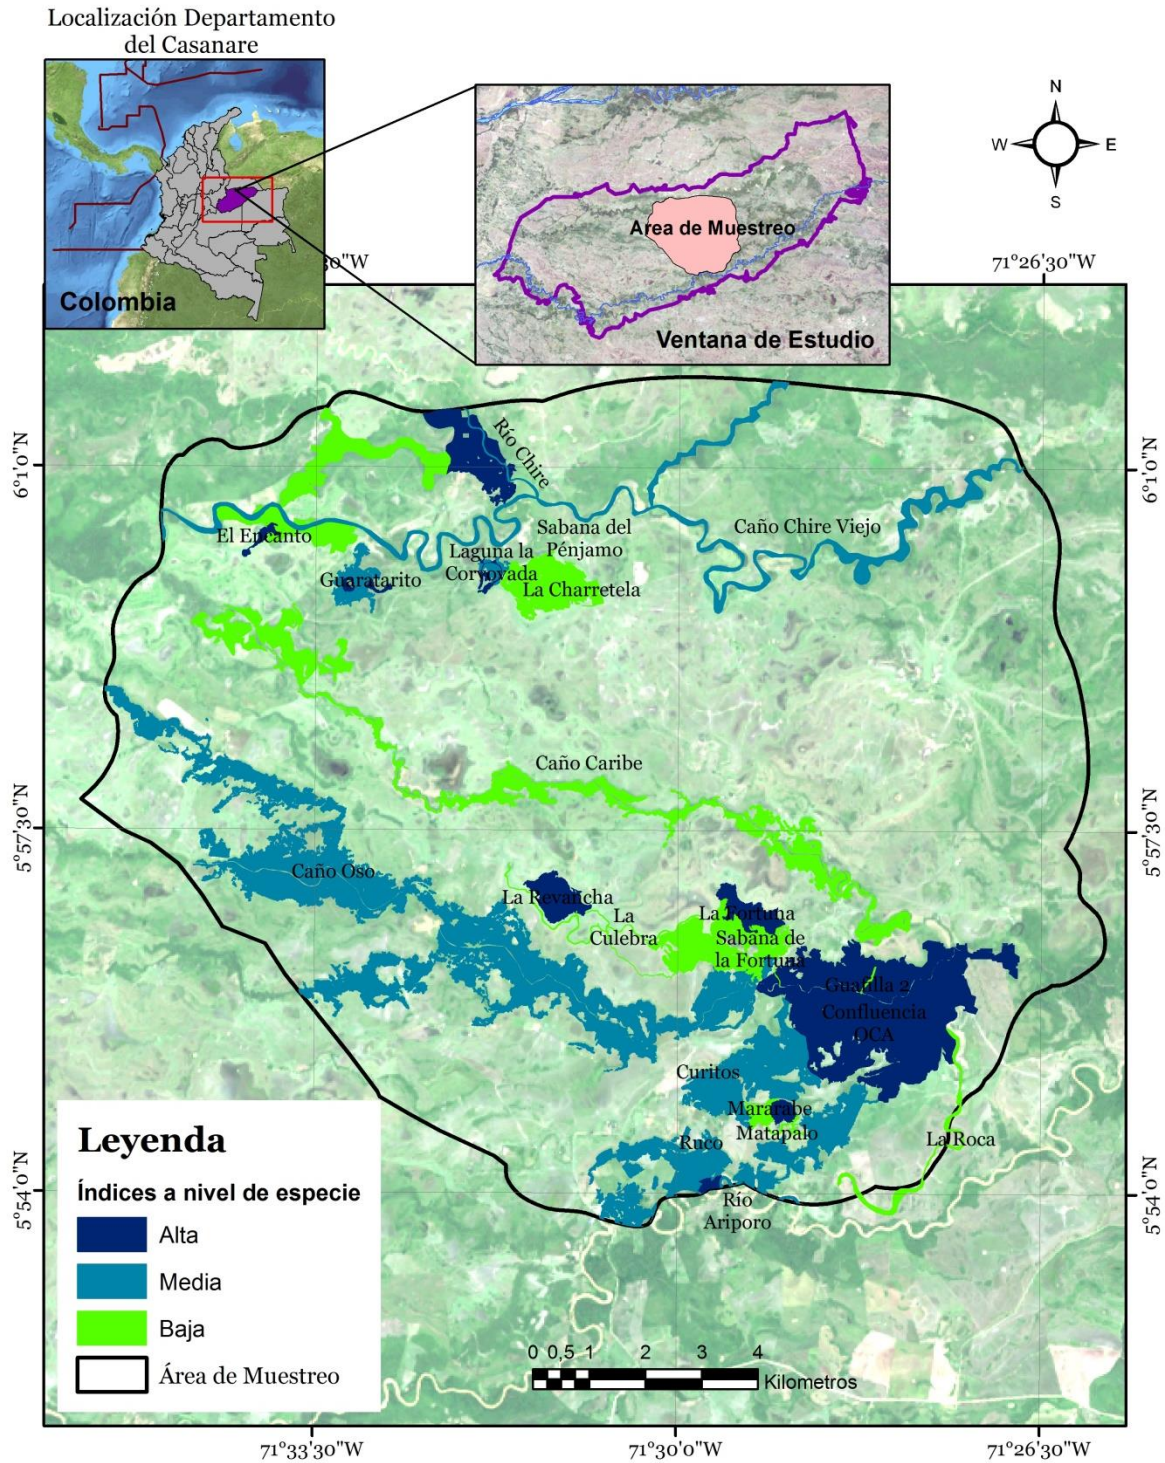 Localización Departamento
del Casanare
Colombia
Area de Muestreo
Ventana de Estudio
N
W
E
S
30"W
71°26'30"W
6°1'0"N
6°1'0"N
Río Chire
El Encanto
Sabana del
Pénjamo
Caño Chire Viejo
Laguna la
Corvovada
Guaratarito
La Charretela
Caño Caribe
5°57'30"N
5°57'30"N
Caño Oso
La Revancha
La
Culebra
La Fortuna
Sabana de
la Fortuna
Guafilla 2
Confluencia
OCA
Curitos
Mararabe
Matapalo
Ruco
La Roca
Río
Ariporo
5°54'0"N
5°54'0"N
Leyenda
Índices a nivel de especie
Alta
Media
Baja
Área de Muestreo
0 0,5 1 2 3 4
Kilometros
71°33'30"W
71°30'0"W
71°26'30"W